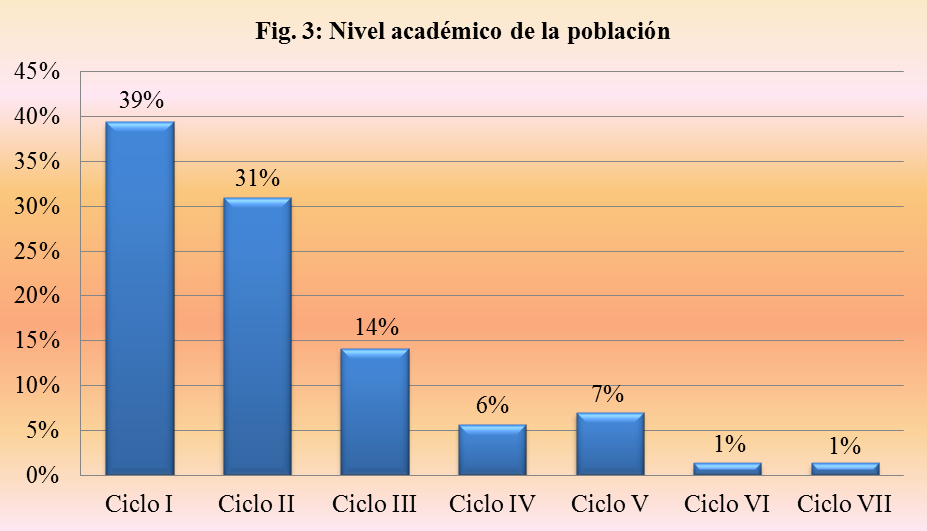 Fig. 3: Nivel académico de la población
45%
40%
35%
30%
25%
20%
15%
10%
5%
0%
39%
31%
14%
6%
7%
1%
1%
Ciclo I
Ciclo II
Ciclo III
Ciclo IV
Ciclo V
Ciclo VI
Ciclo VII